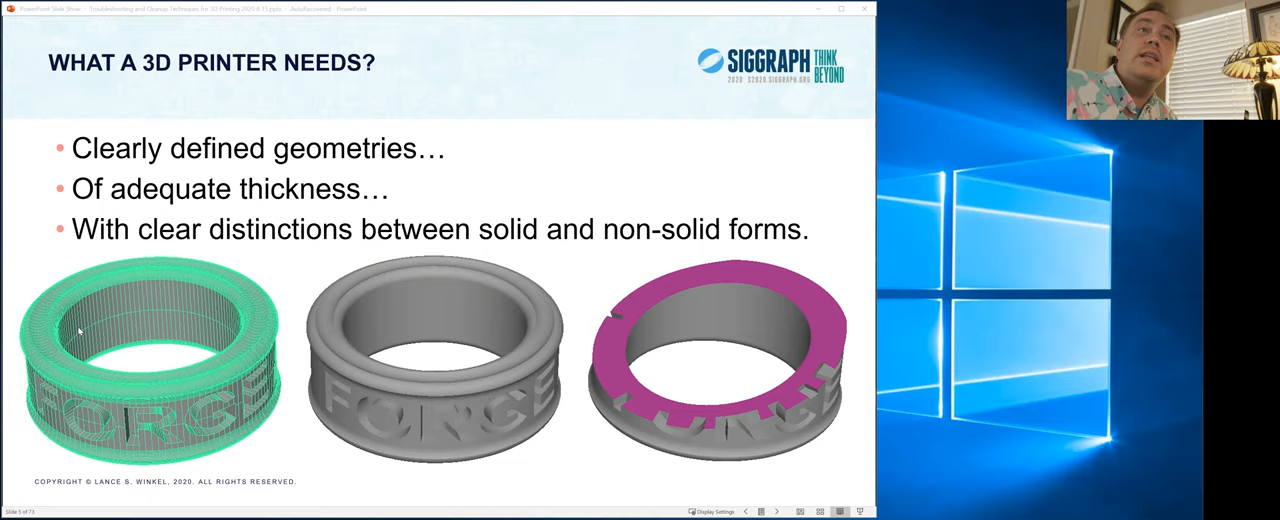 PowerPoint Slide Show - Troubleshooting and Cleanup Techniques for 3D Printing 2020 8.15.pptx - AutoRecovered - PowerPoint
WHAT A 3D PRINTER NEEDS?
SIGGRAPH THINK BEYOND
2020 S2020.SIGGRAPH.ORG
• Clearly defined geometries…
• Of adequate thickness…
• With clear distinctions between solid and non-solid forms.
FORGE
FORGE
COPYRIGHT © LANCE S. WINKEL, 2020. ALL RIGHTS RESERVED.
Slide 5 of 71
Display Settings